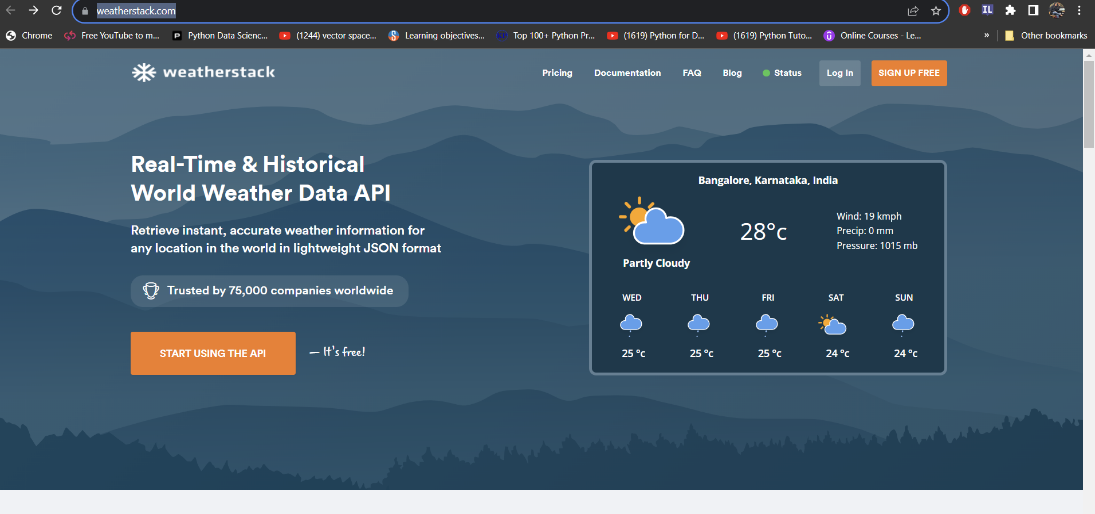 weatherstack.com
Chrome
Free YouTube to m...
Python Data Scienc...
(1244) vector space...
Learning objectives...
Top 100+ Python Pr...
(1619) Python for D...
(1619) Python Tuto...
Online Courses - Le...
»
Other bookmarks
weatherstack
Pricing
Documentation
FAQ
Blog
Status
Log In
SIGN UP FREE
Real-Time & Historical
World Weather Data API
Retrieve instant, accurate weather information for
any location in the world in lightweight JSON format
Trusted by 75,000 companies worldwide
START USING THE API
— It's free!
Bangalore, Karnataka, India
Partly Cloudy
28°c
Wind: 19 kmph
Precip: 0 mm
Pressure: 1015 mb
WED THU FRI SAT SUN
25 °c 25 °c 25 °c 24 °c 24 °c